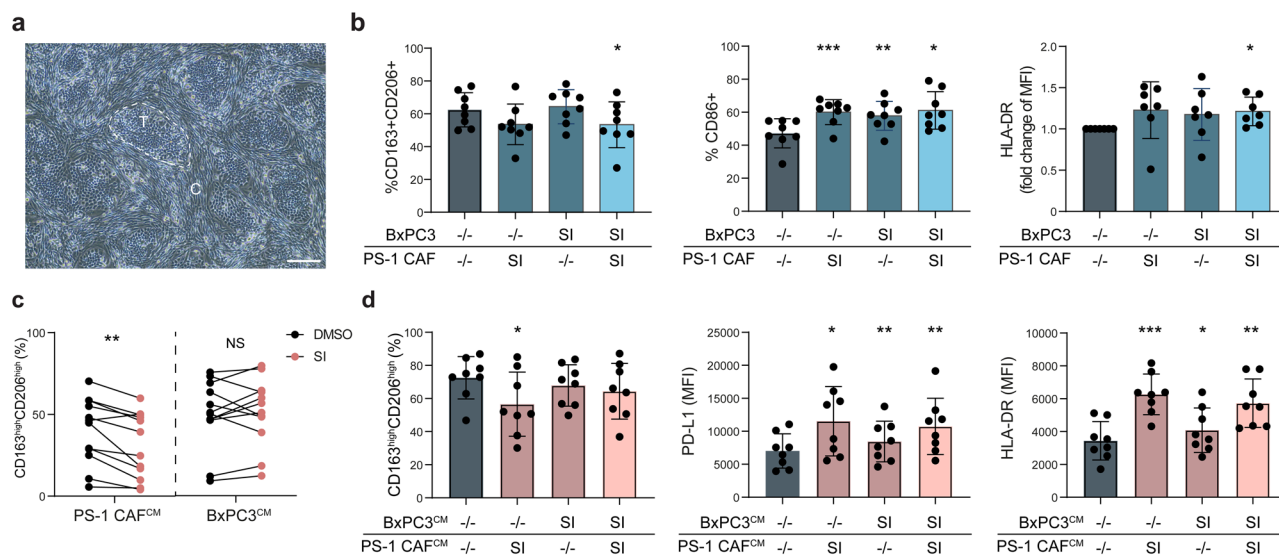 a
T
C
b
%CD163+CD206+
100
80
60
40
20
0
*
BxPC3 -/- -/- SI SI
PS-1 CAF -/- SI -/- SI
% CD86+
100
80
60
40
20
0
*** ** *
BxPC3 -/- -/- SI SI
PS-1 CAF -/- SI -/- SI
HLA-DR
(fold change of MFI)
2.0
1.5
1.0
0.5
0.0
*
BxPC3 -/- -/- SI SI
PS-1 CAF -/- SI -/- SI
c
CD163highCD206high (%)
100
50
0
** NS
DMSO
SI
PS-1 CAFCM BxPC3CM
d
CD163highCD206high (%)
100
80
60
40
20
0
*
BxPC3CM -/- -/- SI SI
PS-1 CAFCM -/- SI -/- SI
PD-L1 (MFI)
25000
20000
15000
10000
5000
0
* ** **
BxPC3CM -/- -/- SI SI
PS-1 CAFCM -/- SI -/- SI
HLA-DR (MFI)
10000
8000
6000
4000
2000
0
*** * **
BxPC3CM -/- -/- SI SI
PS-1 CAFCM -/- SI -/- SI